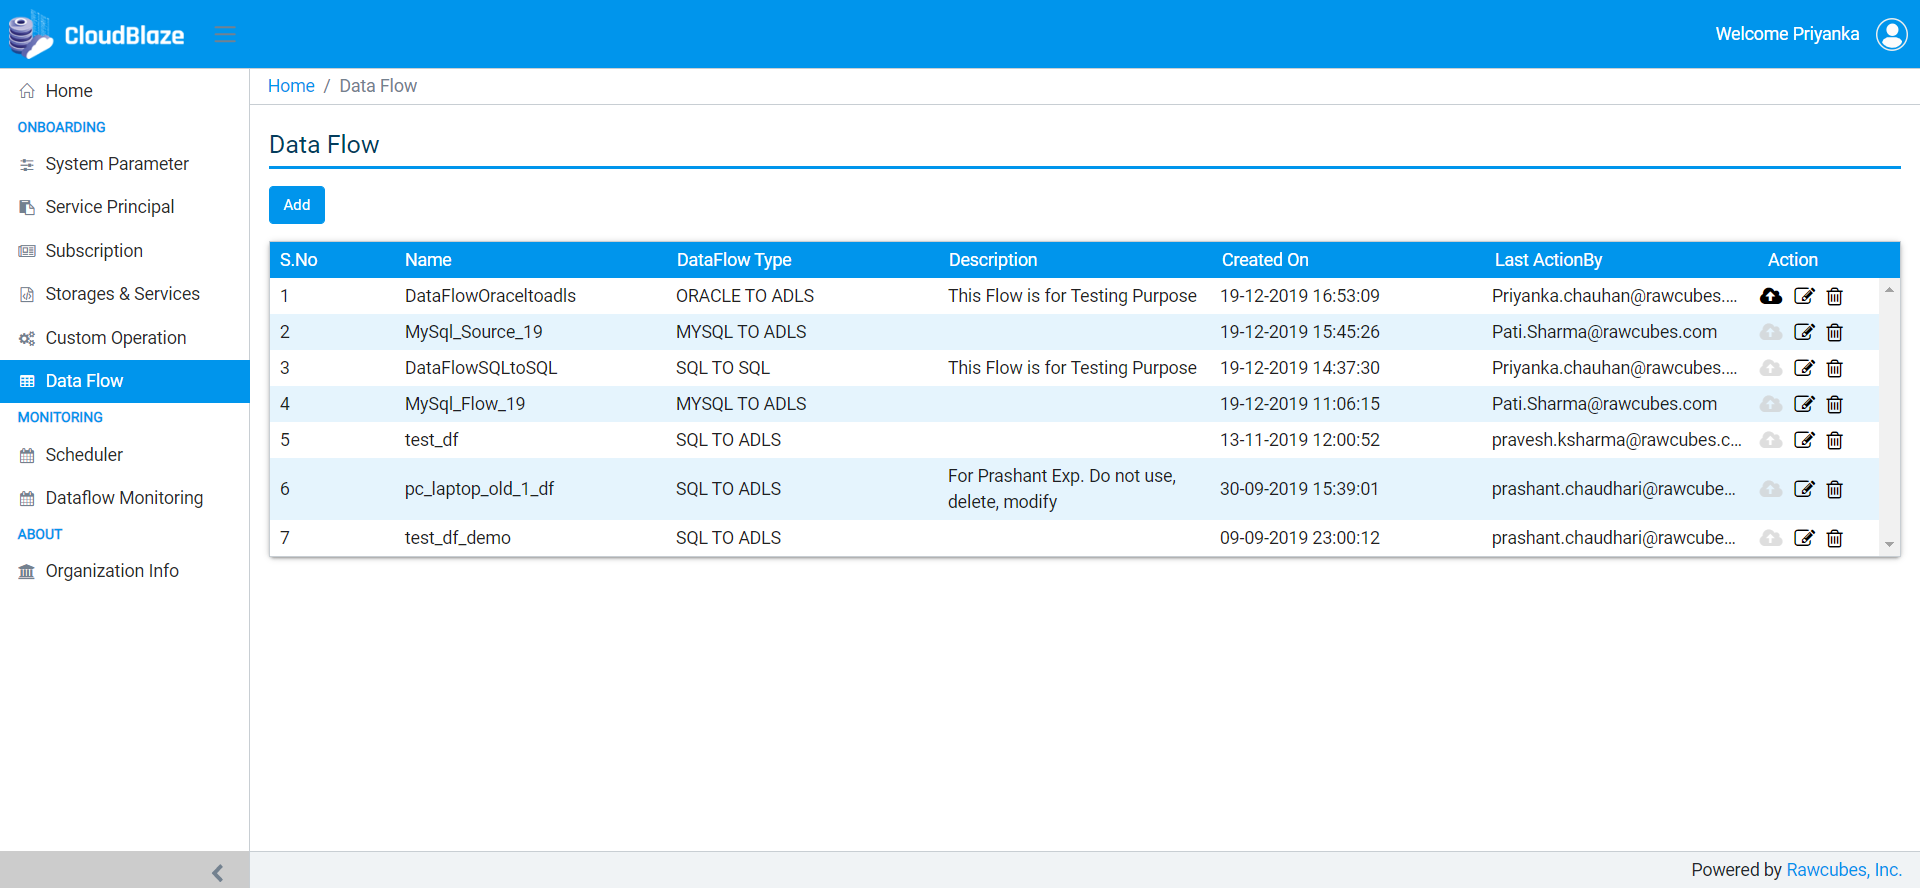 CloudBlaze
Welcome Priyanka
Home
ONBOARDING
System Parameter
Service Principal
Subscription
Storages & Services
Custom Operation
Data Flow
MONITORING
Scheduler
Dataflow Monitoring
ABOUT
Organization Info
Home / Data Flow
Data Flow
Add
S.No Name DataFlow Type Description Created On Last ActionBy Action
1 DataFlowOraceltoadls ORACLE TO ADLS This Flow is for Testing Purpose 19-12-2019 16:53:09 Priyanka.chauhan@rawcubes....
2 MySql_Source_19 MYSQL TO ADLS 19-12-2019 15:45:26 Pati.Sharma@rawcubes.com
3 DataFlowSQLtoSQL SQL TO SQL This Flow is for Testing Purpose 19-12-2019 14:37:30 Priyanka.chauhan@rawcubes....
4 MySql_Flow_19 MYSQL TO ADLS 19-12-2019 11:06:15 Pati.Sharma@rawcubes.com
5 test_df SQL TO ADLS 13-11-2019 12:00:52 pravesh.ksharma@rawcubes.c...
6 pc_laptop_old_1_df SQL TO ADLS For Prashant Exp. Do not use,
delete, modify 30-09-2019 15:39:01 prashant.chaudhari@rawcube...
7 test_df_demo SQL TO ADLS 09-09-2019 23:00:12 prashant.chaudhari@rawcube...
Powered by Rawcubes, Inc.